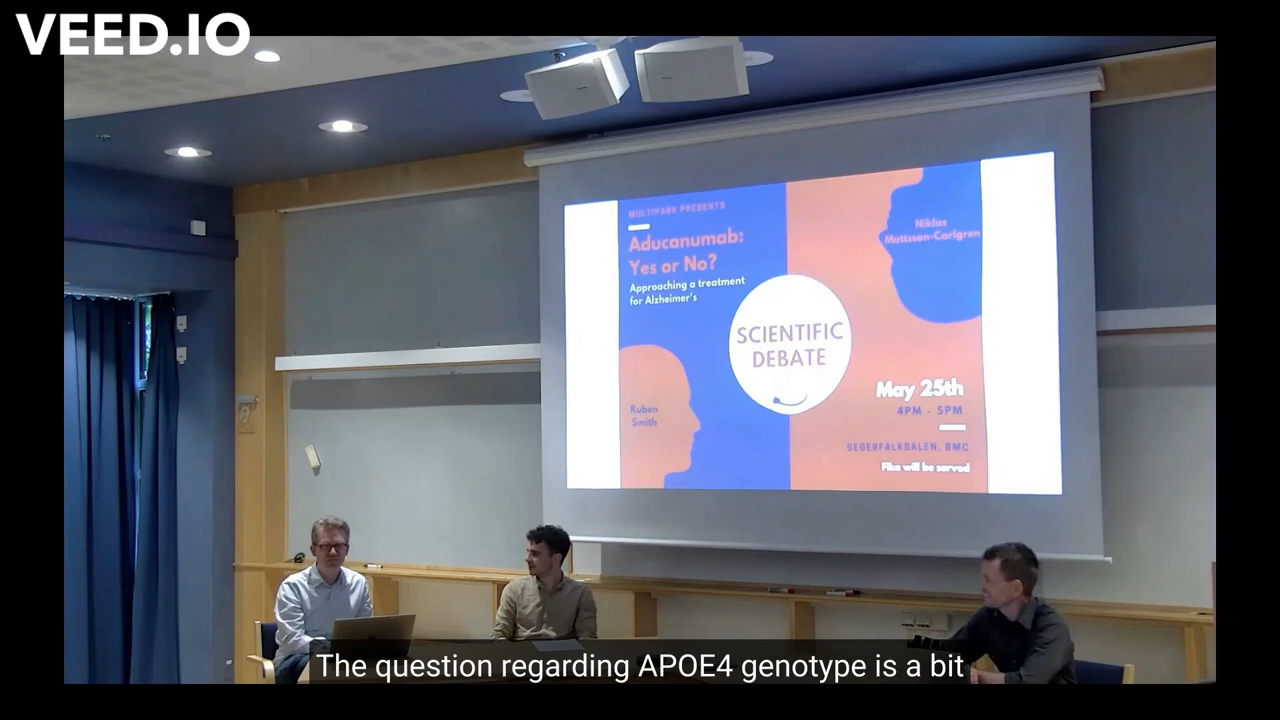 VEED.IO
MULTIPARK PRESENTS
Aducanumab:
Yes or No?
Approaching a treatment
for Alzheimer's
Niklas
Mattsson-Carlgren
SCIENTIFIC
DEBATE
Ruben
Smith
May 25th
4PM - 5PM
SEGERFALKSALEN, BMC
Fika will be served
The question regarding APOE4 genotype is a bit